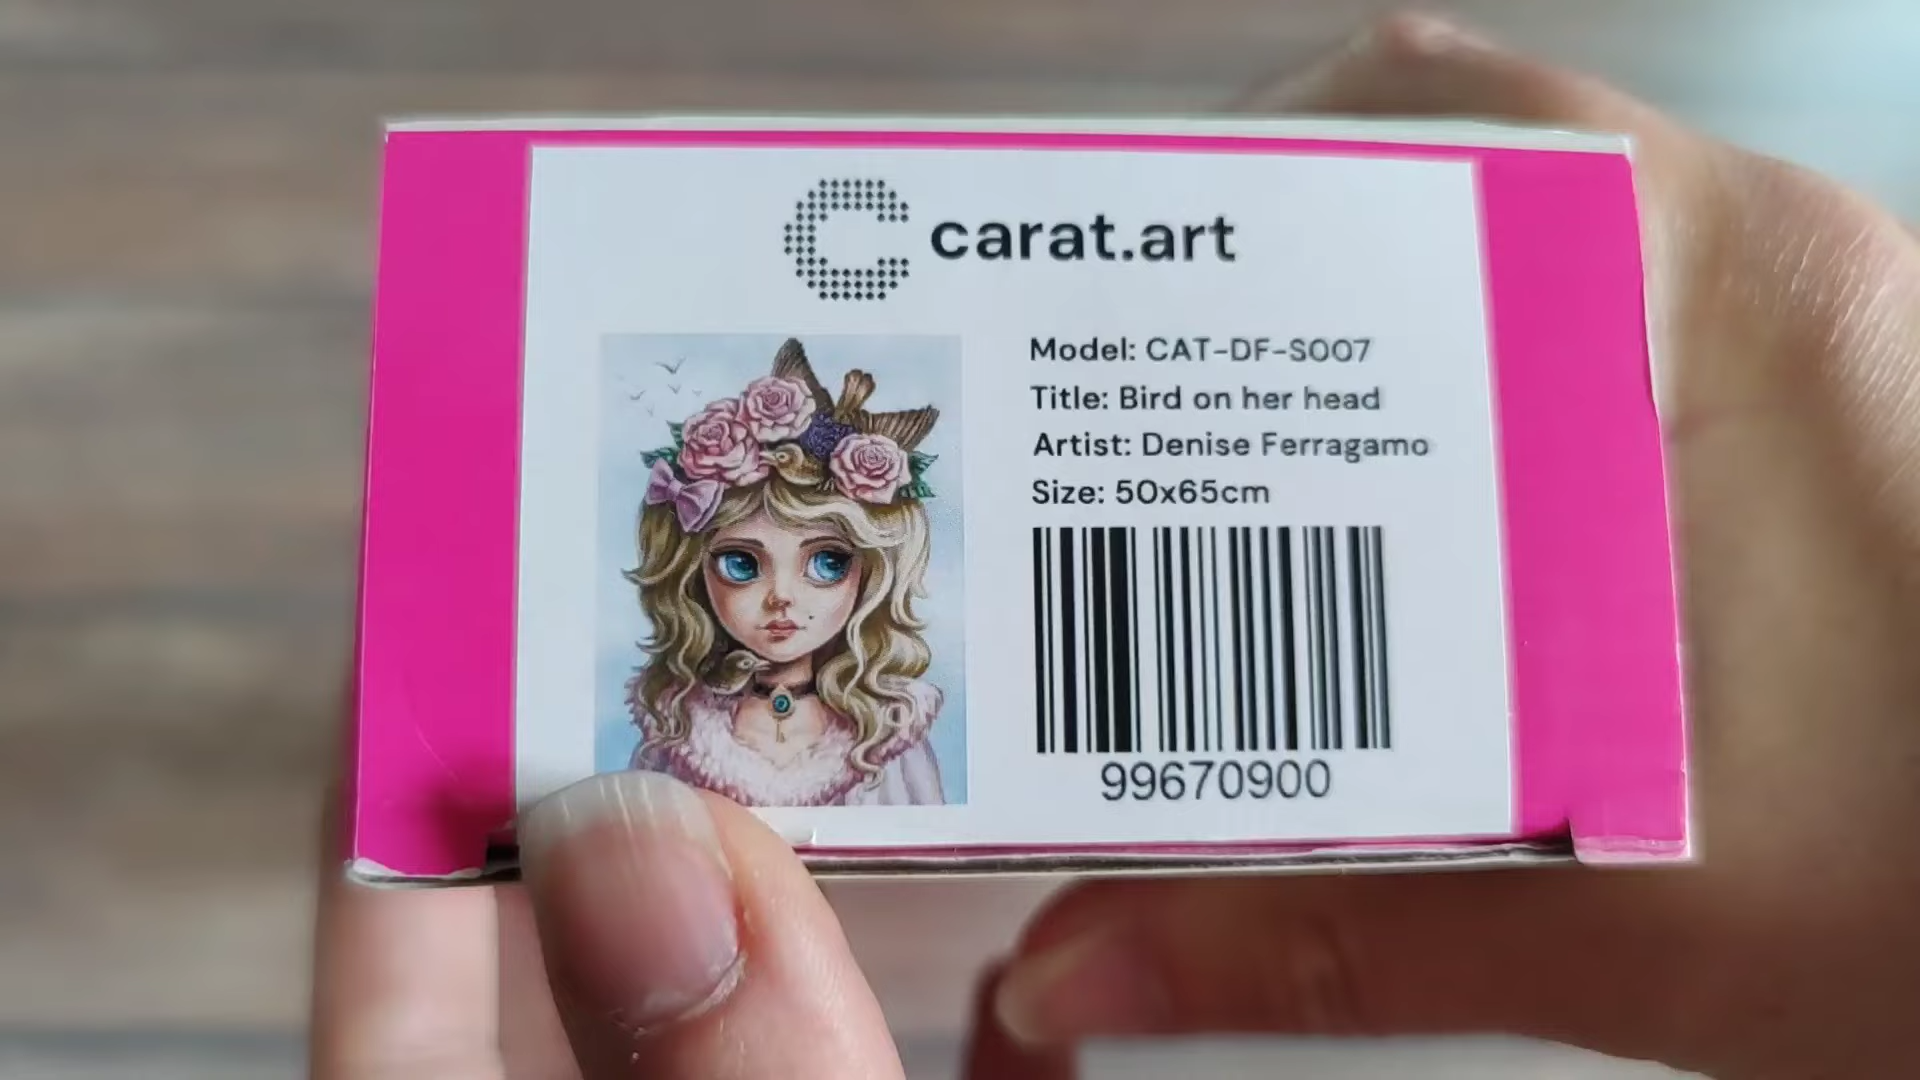 carat.art
Model: CAT-DF-S007
Title: Bird on her head
Artist: Denise Ferragamo
Size: 50x65cm
99670900